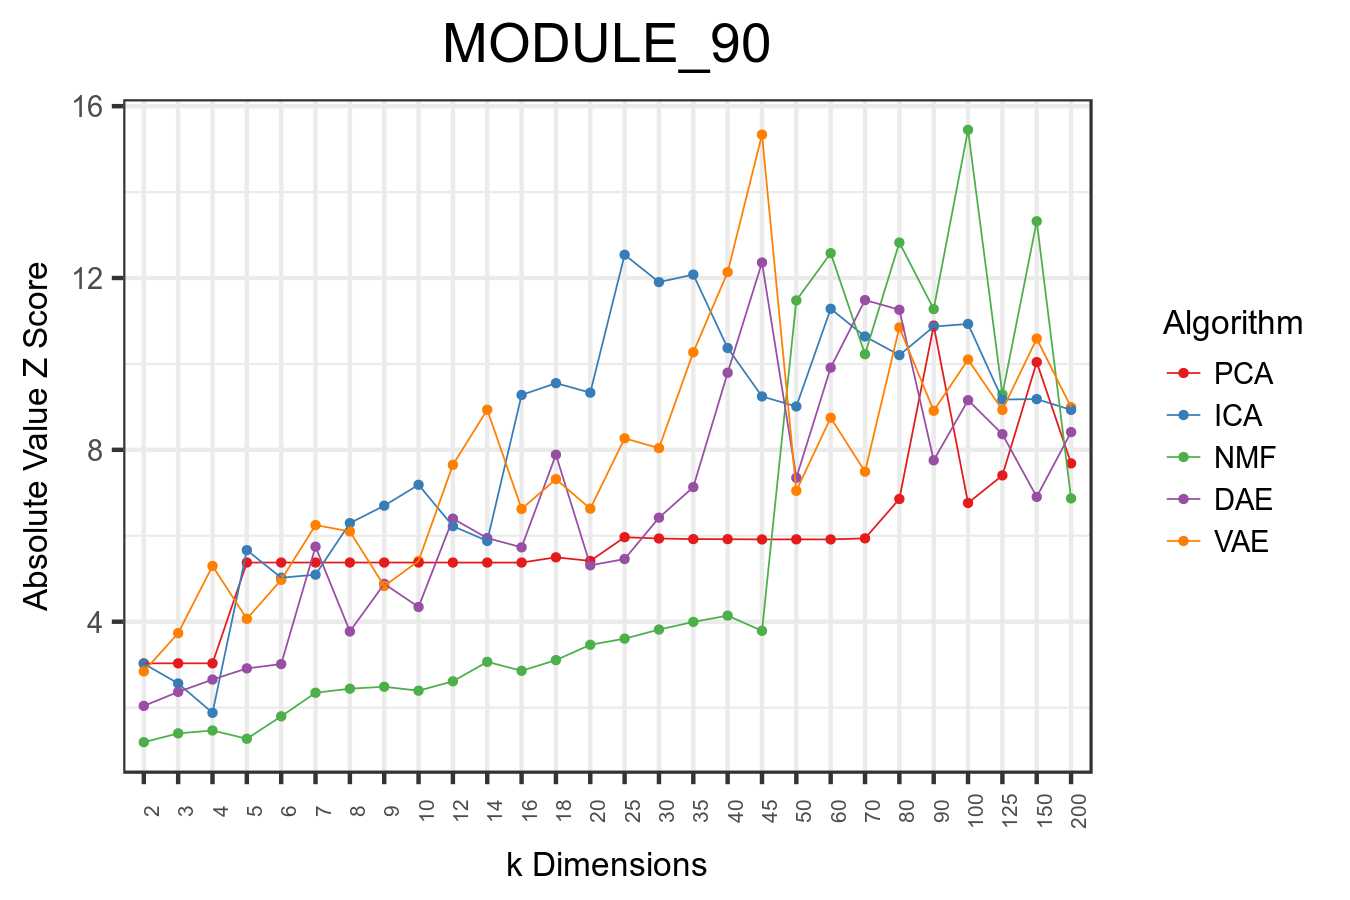 MODULE_90
Absolute Value Z Score
16
12
8
4
2 3 4 5 6 7 8 9 10 12 14 16 18 20 25 30 35 40 45 50 60 70 80 90 100 125 150 200
k Dimensions
Algorithm
PCA
ICA
NMF
DAE
VAE